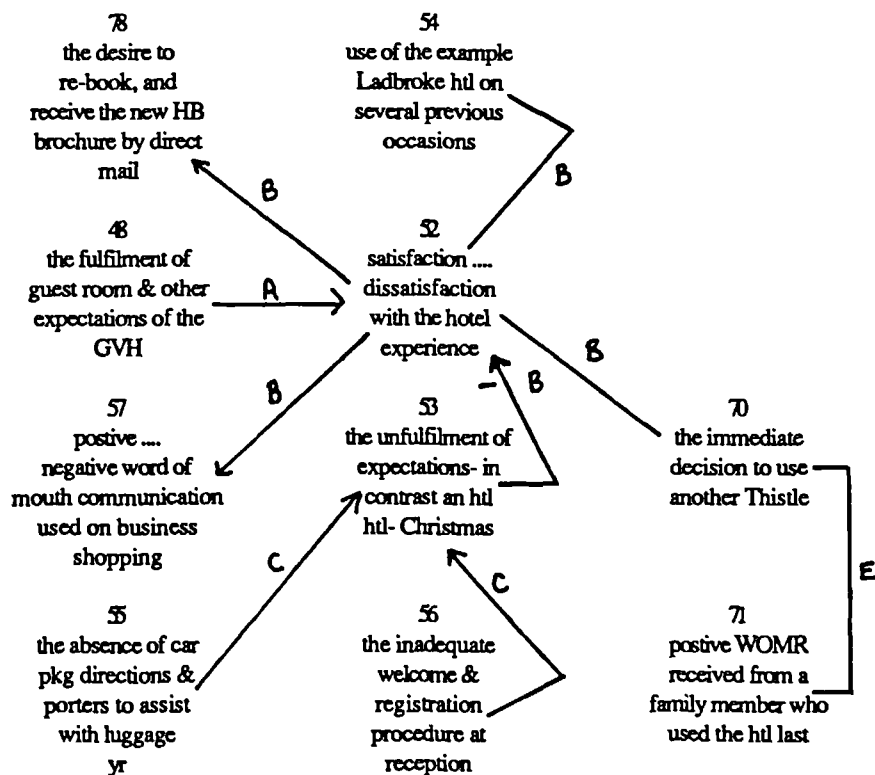 78
the desire to
re-book, and
receive the new HB
brochure by direct
mail
54
use of the example
Ladbroke htl on
several previous
occasions
B
B
48
the fulfilment of
guest room & other
expectations of the
GVH
A
52
satisfaction ....
dissatisfaction
with the hotel
experience
B
B
- B
57
postive ....
negative word of
mouth communication
used on business
shopping
53
the unfulfilment of
expectations- in
contrast an htl
htl- Christmas
70
the immediate
decision to use
another Thistle
C
C
E
55
the absence of car
pkg directions &
porters to assist
with luggage
yr
56
the inadequate
welcome &
registration
procedure at
reception
71
postive WOMR
received from a
family member who
used the htl last